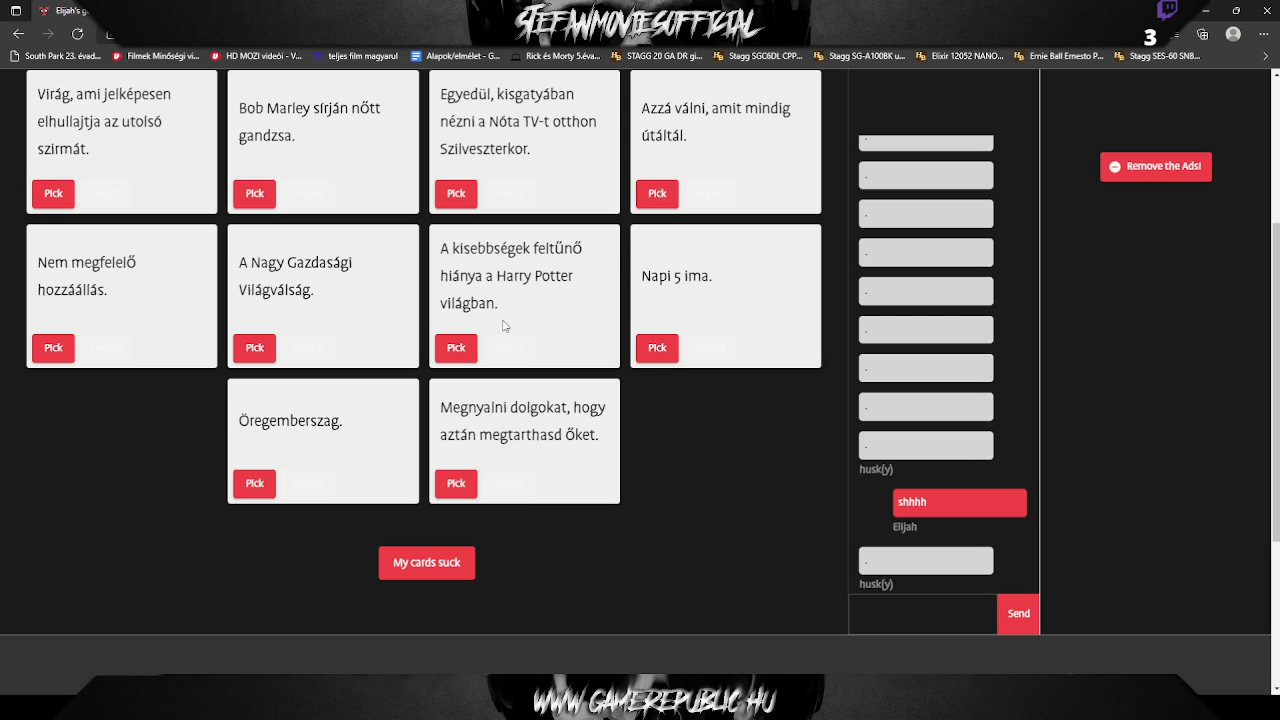 Elijah's g
STEFANMOVIESOFFICIAL
3
South Park 23. évad...
Filmek Minőségi vi...
HD MOZI videói – V...
teljes film magyarul
Alapok/elmélet - G...
Rick és Morty 5.éva...
STAGG 20 GA DR gi...
Stagg SGC6DL CPP...
Stagg SG-A100BK u...
Elixir 12052 NANO...
Ernie Ball Ernesto P...
Stagg SES-60 SNB...
Virág, ami jelképesen
elhullajtja az utolsó
szirmát.
Pick
Bob Marley sírján nőtt
gandzsa.
Pick
Egyedül, kisgatyában
nézni a Nóta TV-t otthon
Szilveszterkor.
Pick
Azzá válni, amit mindig
útáltál.
Pick
Nem megfelelő
hozzáállás.
Pick
A Nagy Gazdasági
Világválság.
Pick
A kisebbségek feltűnő
hiánya a Harry Potter
világban.
Pick
Napi 5 ima.
Pick
Öregemberszag.
Pick
Megnyalni dolgokat, hogy
aztán megtarthasd őket.
Pick
My cards suck
.
.
.
.
.
.
.
.
.
husk(y)
shhhh
Elijah
.
husk(y)
Send
Remove the Ads!
WWW.GAMEREPUBLIC.HU